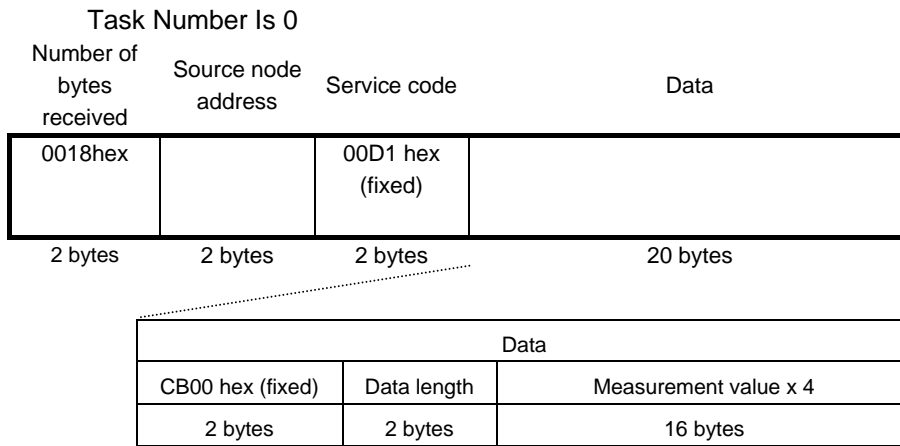 Task Number Is 0
Number of
bytes
received
Source node
address
Service code
Data
0018hex
00D1 hex
(fixed)
2 bytes
2 bytes
2 bytes
20 bytes
Data
CB00 hex (fixed)
Data length
Measurement value x 4
2 bytes
2 bytes
16 bytes